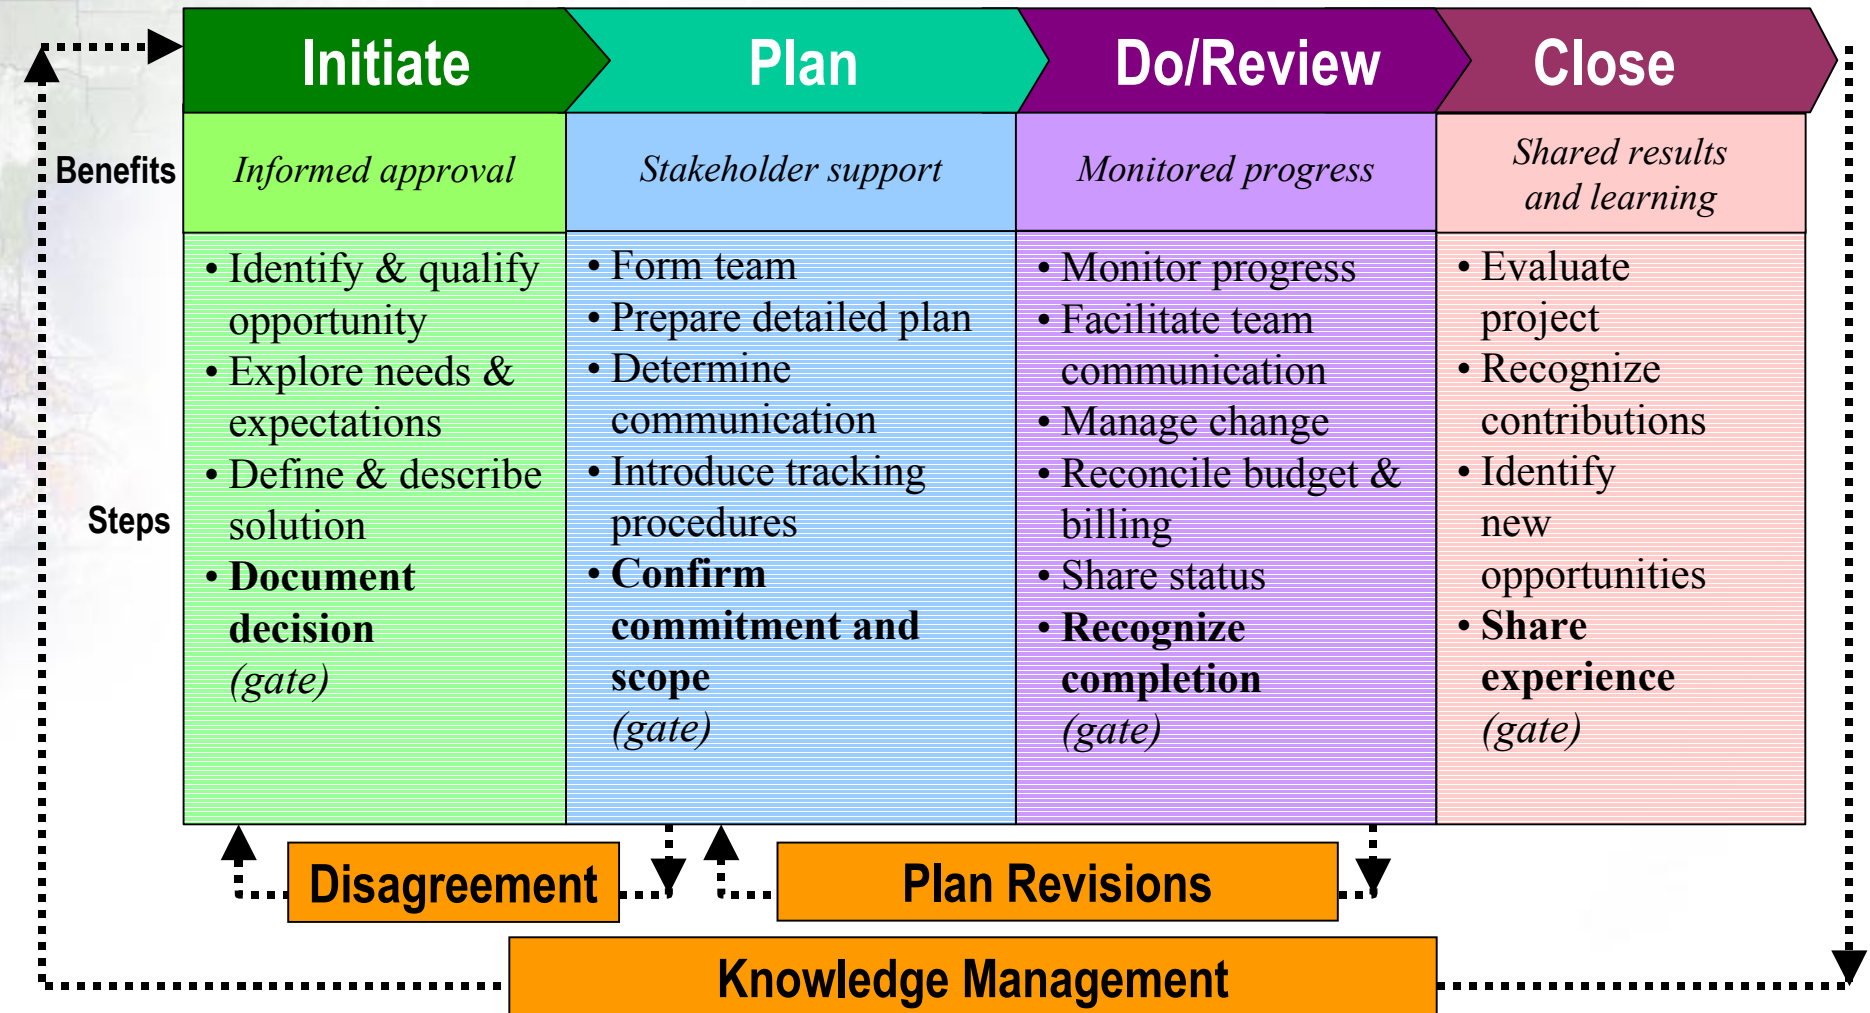 Initiate
Plan
Do/Review
Close
Benefits
Informed approval
Stakeholder support
Monitored progress
Shared results
and learning
Steps
• Identify & qualify
opportunity
• Explore needs &
expectations
• Define & describe
solution
• Document
decision
(gate)
• Form team
• Prepare detailed plan
• Determine
communication
• Introduce tracking
procedures
• Confirm
commitment and
scope
(gate)
• Monitor progress
• Facilitate team
communication
• Manage change
• Reconcile budget &
billing
• Share status
• Recognize
completion
(gate)
• Evaluate
project
• Recognize
contributions
• Identify
new
opportunities
• Share
experience
(gate)
Disagreement
Plan Revisions
Knowledge Management